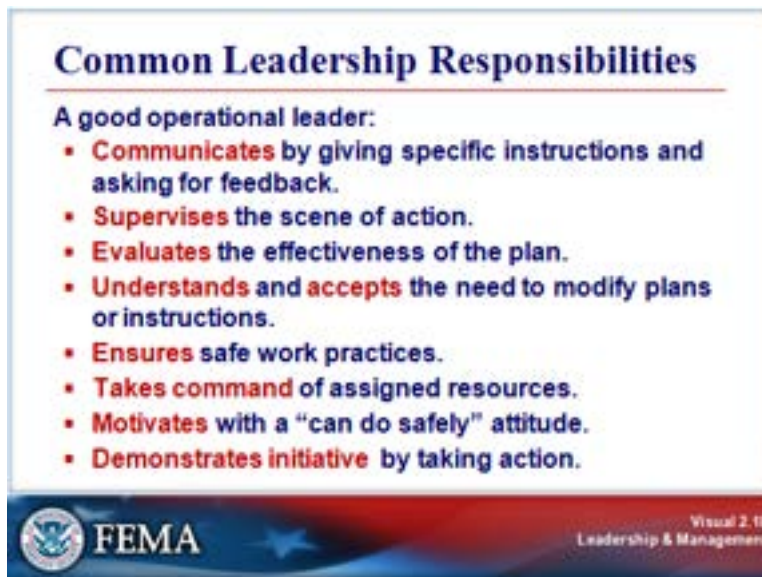 Common Leadership Responsibilities
A good operational leader:
▪ Communicates by giving specific instructions and
asking for feedback.
▪ Supervises the scene of action.
▪ Evaluates the effectiveness of the plan.
▪ Understands and accepts the need to modify plans
or instructions.
▪ Ensures safe work practices.
▪ Takes command of assigned resources.
▪ Motivates with a “can do safely” attitude.
▪ Demonstrates initiative by taking action.
FEMA
Visual
Leadership &